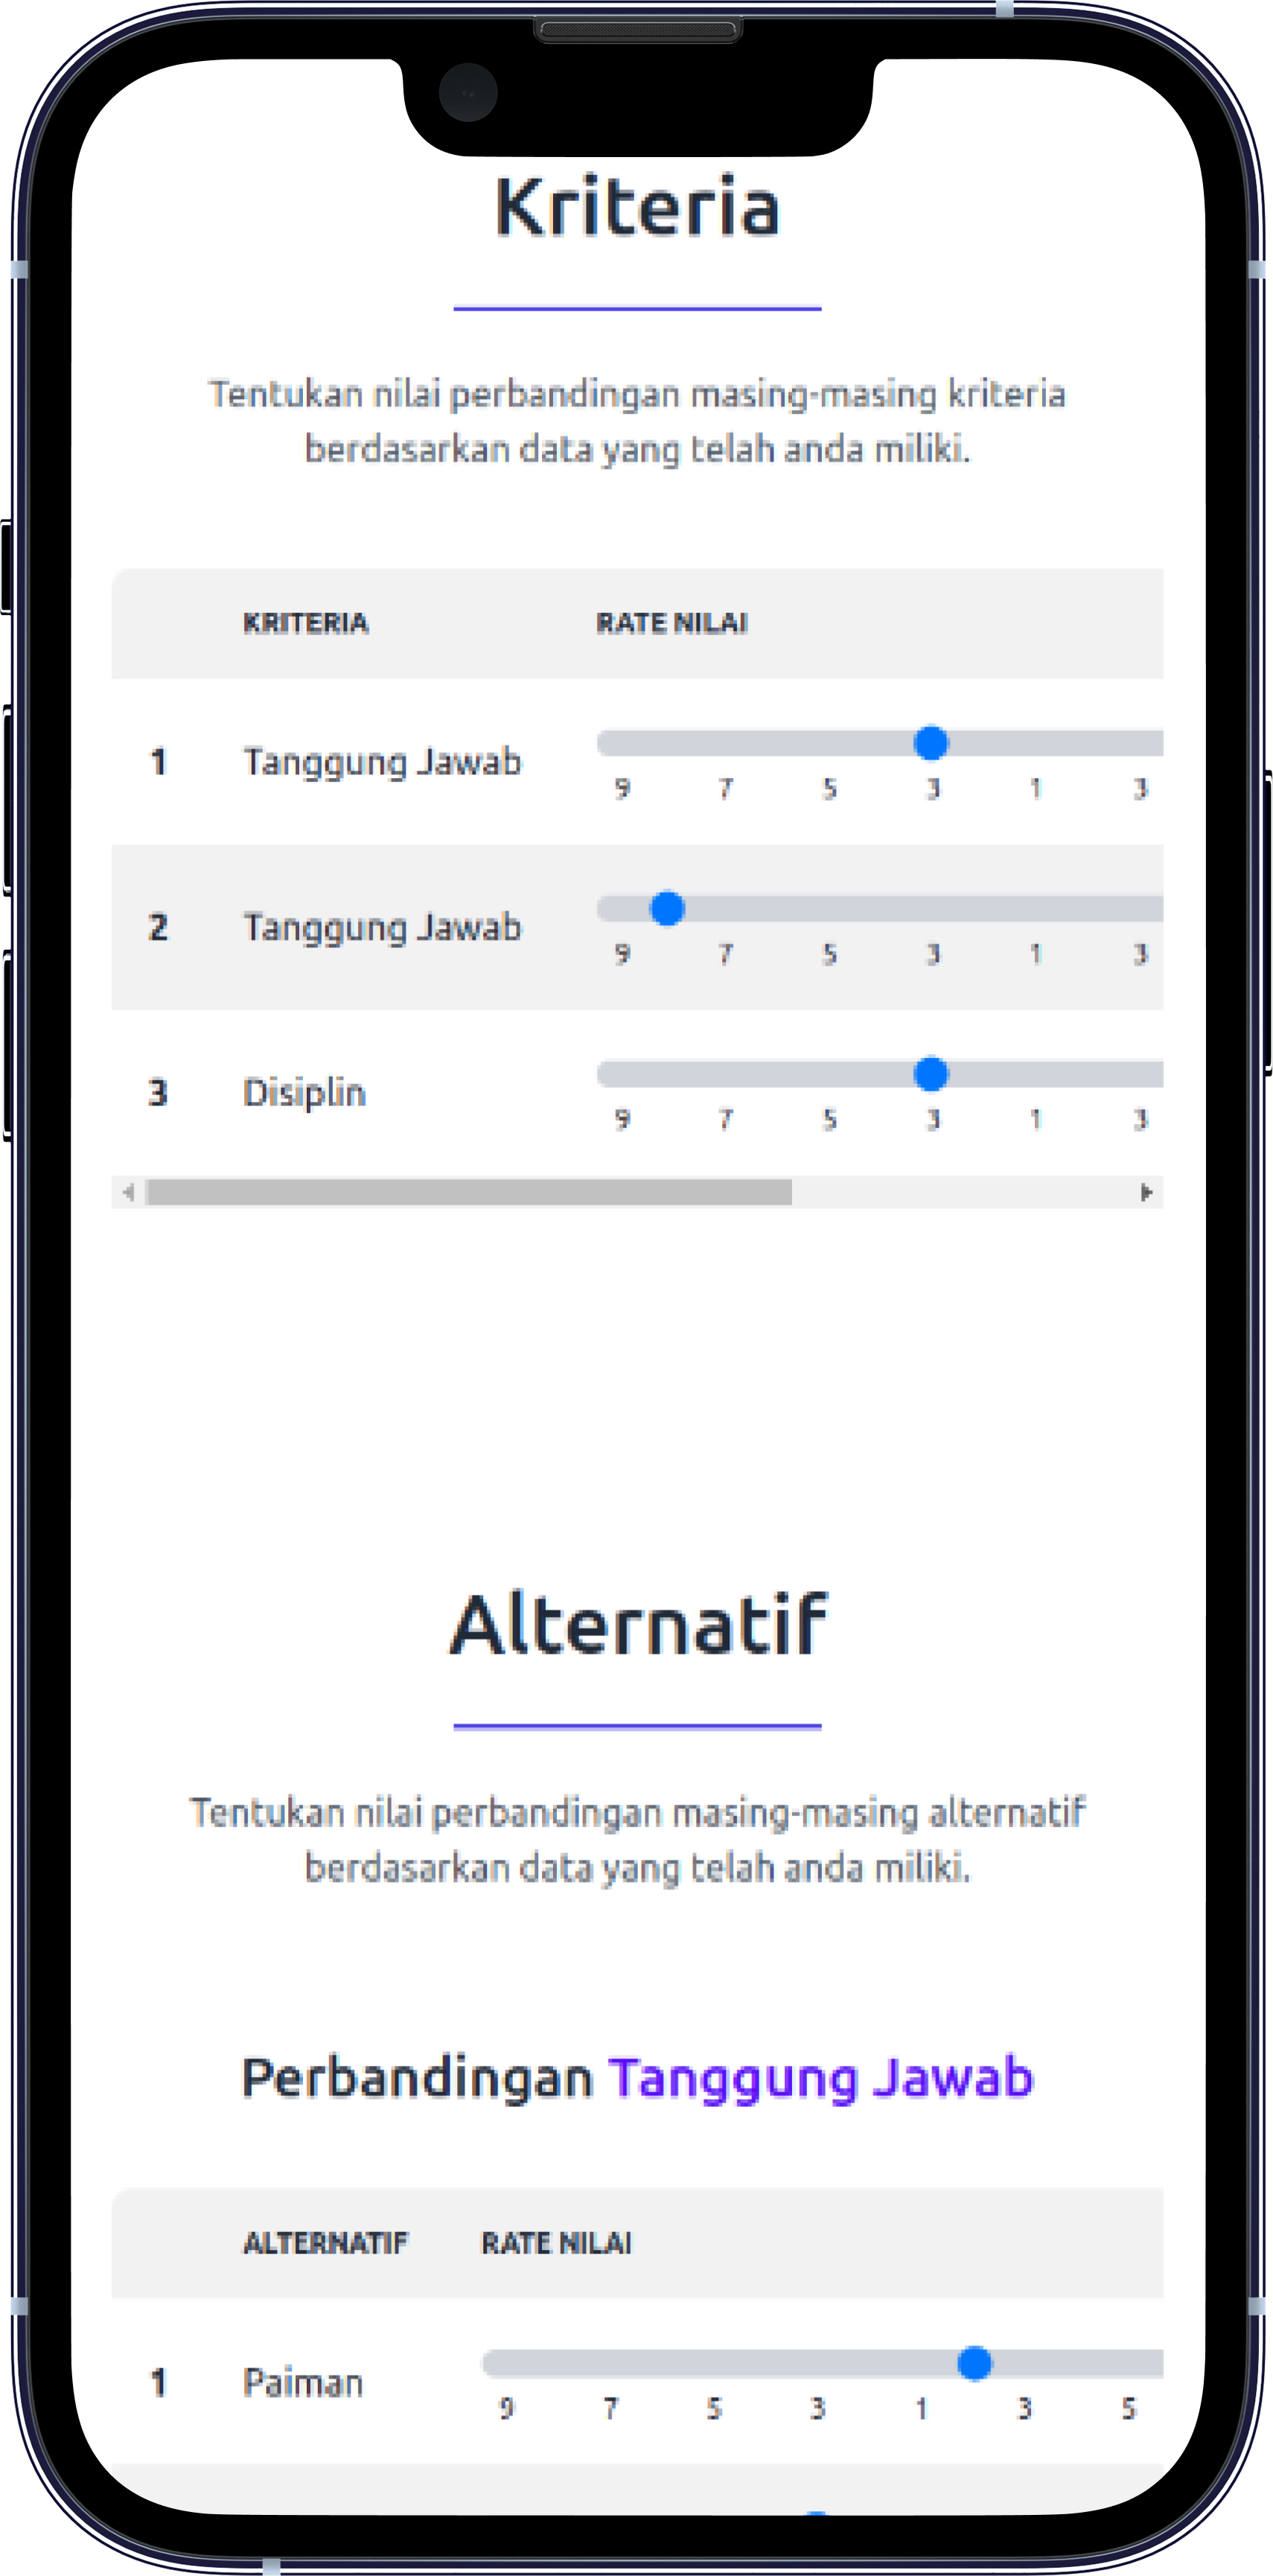 Kriteria
Tentukan nilai perbandingan masing-masing kriteria
berdasarkan data yang telah anda miliki.
KRITERIA RATE NILAI
1 Tanggung Jawab
9 7 5 3 1 3
2 Tanggung Jawab
9 7 5 3 1 3
3 Disiplin
9 7 5 3 1 3
Alternatif
Tentukan nilai perbandingan masing-masing alternatif
berdasarkan data yang telah anda miliki.
Perbandingan Tanggung Jawab
ALTERNATIF RATE NILAI
1 Paiman
9 7 5 3 1 3 5